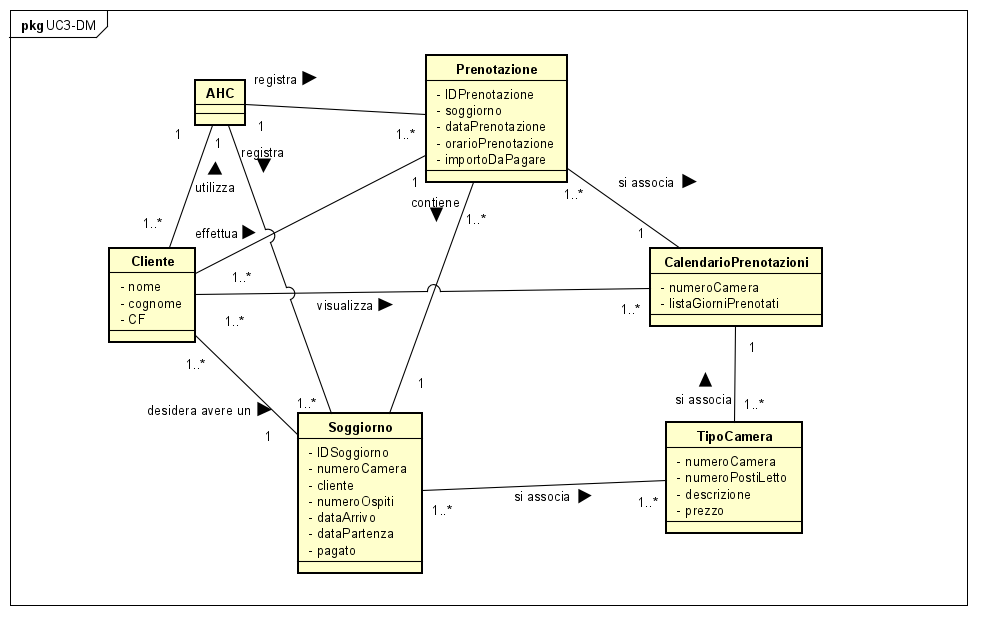 pkg UC3-DM
AHC
registra
1
1
1
1..*
registra
utilizza
1..*
Prenotazione
- IDPrenotazione
- soggiorno
- dataPrenotazione
- orarioPrenotazione
- importoDaPagare
1
contiene
1..*
1..*
si associa
1
effettua
1..*
Cliente
- nome
- cognome
- CF
1..*
visualizza
1..*
CalendarioPrenotazioni
- numeroCamera
- listaGiorniPrenotati
1
si associa
1..*
1..*
desidera avere un
1
1..*
1
Soggiorno
- IDSoggiorno
- numeroCamera
- cliente
- numeroOspiti
- dataArrivo
- dataPartenza
- pagato
1..*
si associa
1..*
TipoCamera
- numeroCamera
- numeroPostiLetto
- descrizione
- prezzo